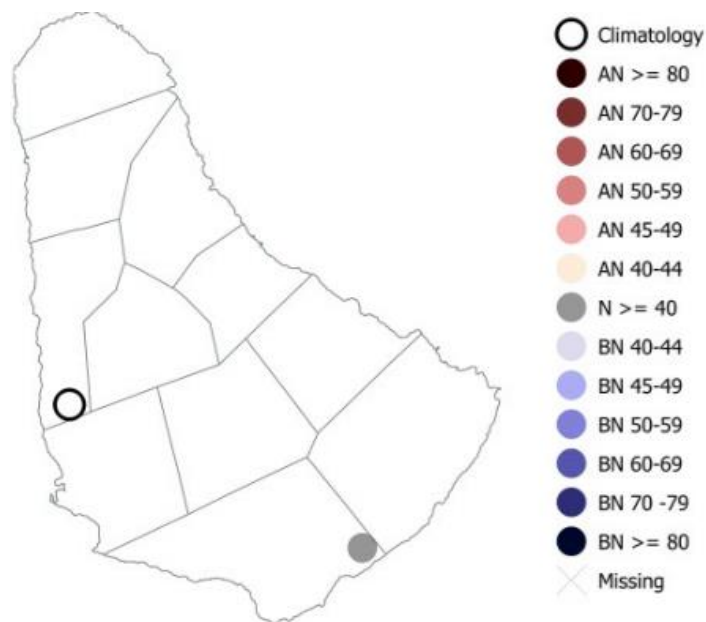 Climatology
AN >= 80
AN 70-79
AN 60-69
AN 50-59
AN 45-49
AN 40-44
N >= 40
BN 40-44
BN 45-49
BN 50-59
BN 60-69
BN 70 -79
BN >= 80
Missing